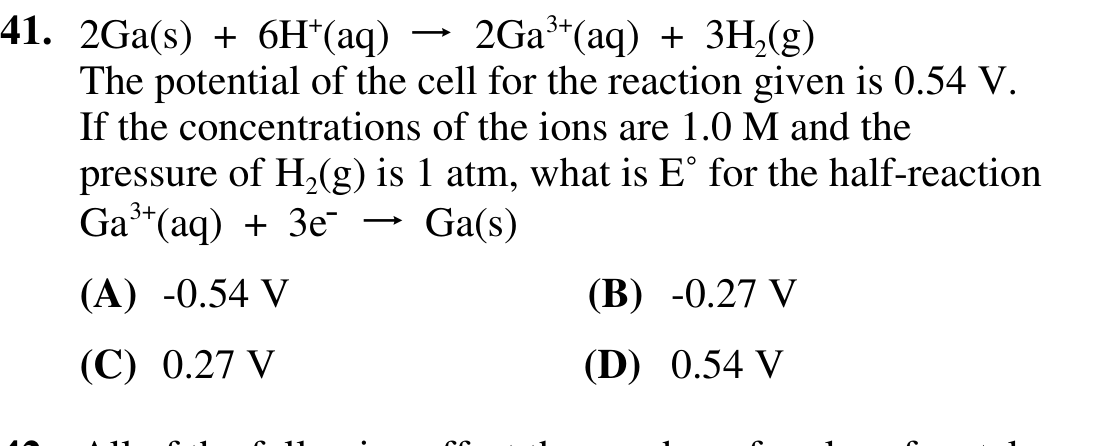 41. 2Ga(s) + 6H⁺(aq) → 2Ga³⁺(aq) + 3H₂(g)
The potential of the cell for the reaction given is 0.54 V.
If the concentrations of the ions are 1.0 M and the
pressure of H₂(g) is 1 atm, what is E° for the half-reaction
Ga³⁺(aq) + 3e⁻ → Ga(s)
(A) -0.54 V (B) -0.27 V
(C) 0.27 V (D) 0.54 V